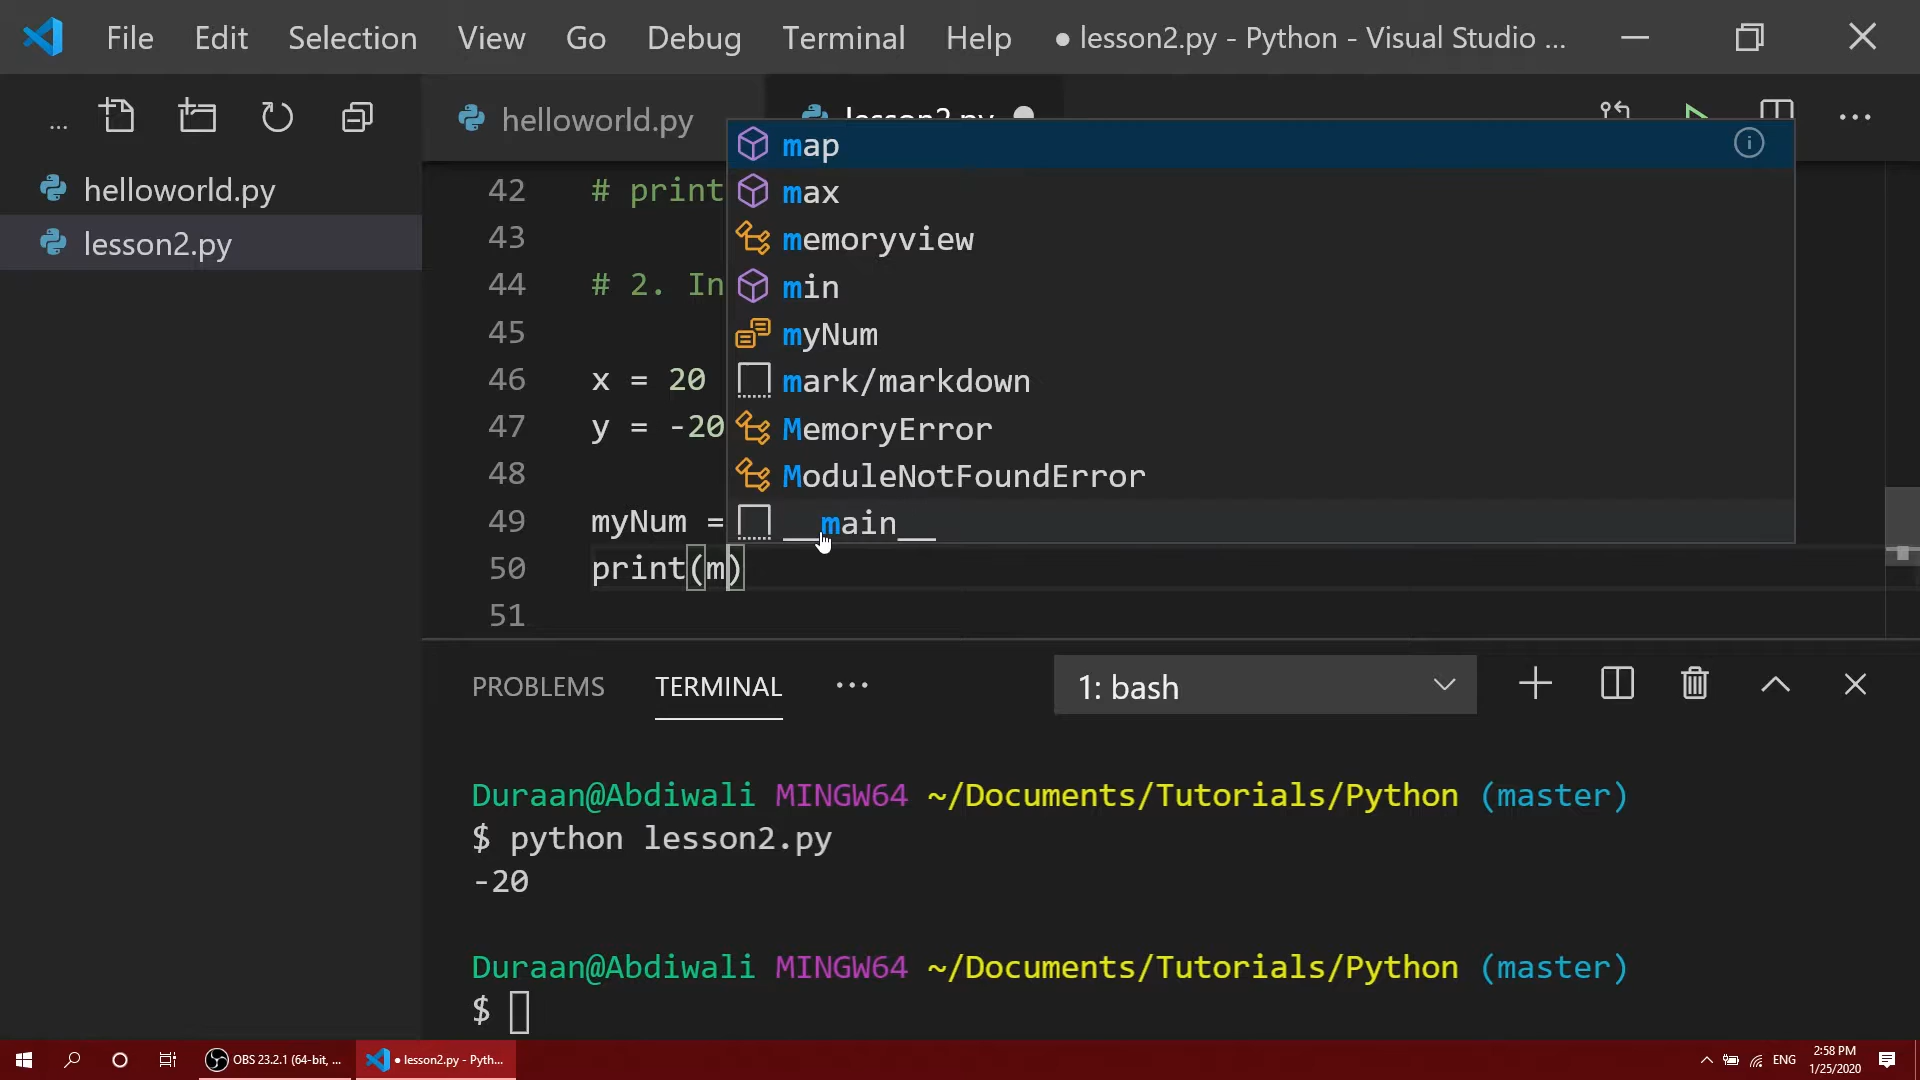 File Edit Selection View Go Debug Terminal Help ● lesson2.py - Python - Visual Studio ...
... helloworld.py lesson2.py
helloworld.py
lesson2.py
42 # print
43
44 # 2. In
45
46 x = 20
47 y = -20
48
49 myNum =
50 print(m)
51
map
max
memoryview
min
myNum
mark/markdown
MemoryError
ModuleNotFoundError
__main__
PROBLEMS TERMINAL ... 1: bash
Duraan@Abdiwali MINGW64 ~/Documents/Tutorials/Python (master)
$ python lesson2.py
-20
Duraan@Abdiwali MINGW64 ~/Documents/Tutorials/Python (master)
$
OBS 23.2.1 (64-bit, ... ● lesson2.py - Pyth... ENG 2:58 PM
1/25/2020